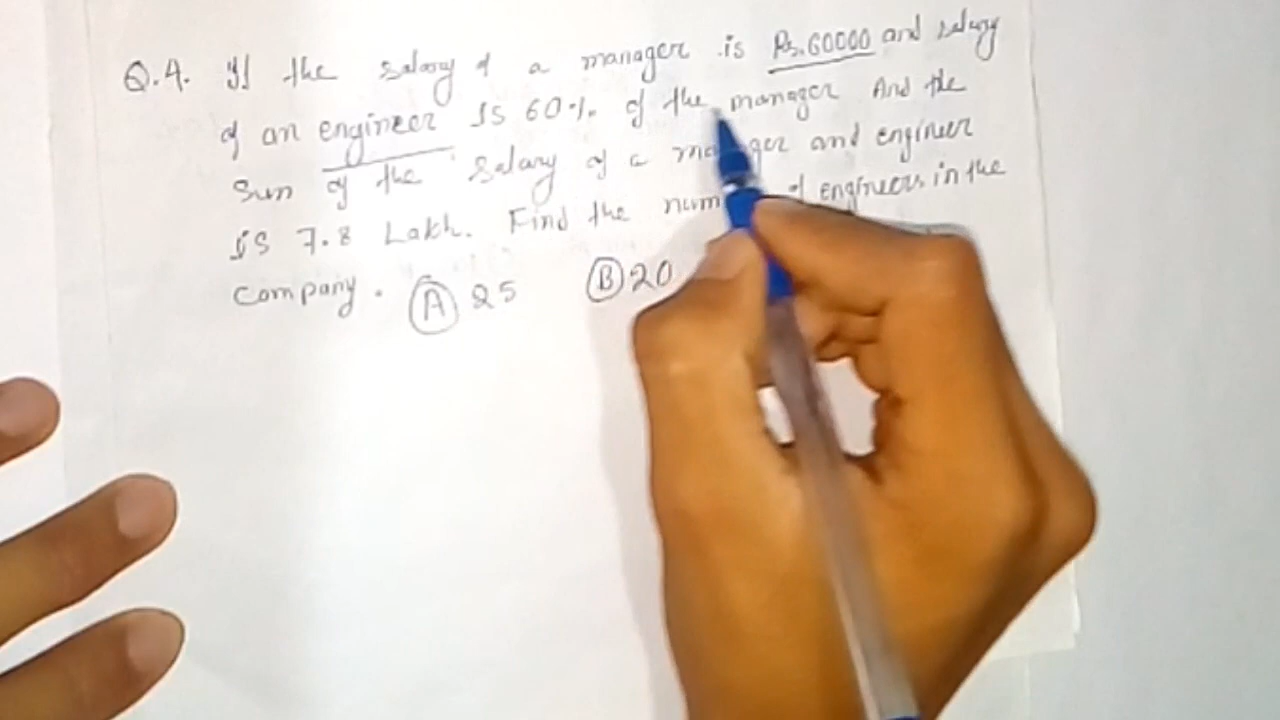 Q.4. If the salary of a manager is Rs.60000 and salary
of an engineer is 60%. of the manager And the
Sum of the salary of a and engineer
is 7.8 Lakh. Find the of engineers in the
Company. (A) 25 (B) 20